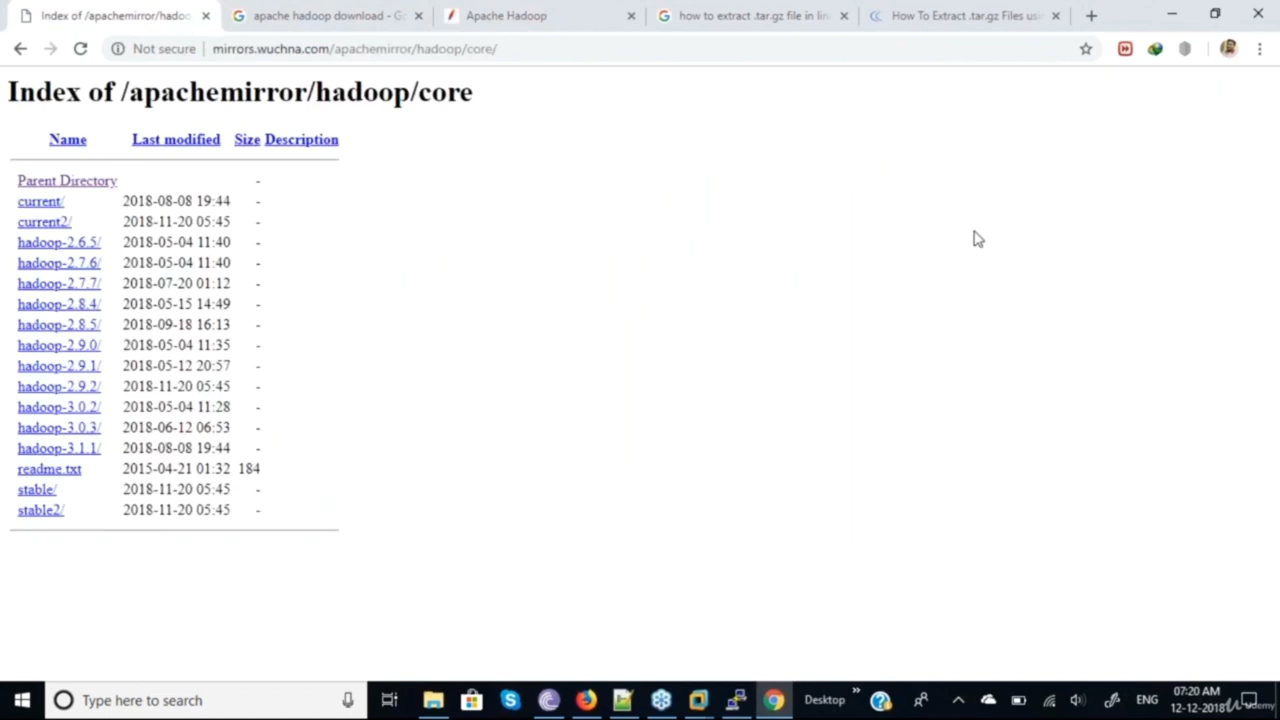 Index of /apachemirror/hadoo
apache hadoop download - Go
Apache Hadoop
how to extract .tar.gz file in linu
How To Extract .tar.gz Files usin
Not secure mirrors.wuchna.com/apachemirror/hadoop/core/
Index of /apachemirror/hadoop/core
Name Last modified Size Description
Parent Directory -
current/ 2018-08-08 19:44 -
current2/ 2018-11-20 05:45 -
hadoop-2.6.5/ 2018-05-04 11:40 -
hadoop-2.7.6/ 2018-05-04 11:40 -
hadoop-2.7.7/ 2018-07-20 01:12 -
hadoop-2.8.4/ 2018-05-15 14:49 -
hadoop-2.8.5/ 2018-09-18 16:13 -
hadoop-2.9.0/ 2018-05-04 11:35 -
hadoop-2.9.1/ 2018-05-12 20:57 -
hadoop-2.9.2/ 2018-11-20 05:45 -
hadoop-3.0.2/ 2018-05-04 11:28 -
hadoop-3.0.3/ 2018-06-12 06:53 -
hadoop-3.1.1/ 2018-08-08 19:44 -
readme.txt 2015-04-21 01:32 184
stable/ 2018-11-20 05:45 -
stable2/ 2018-11-20 05:45 -
Type here to search
Desktop
ENG
07:20 AM
12-12-2018
Udemy